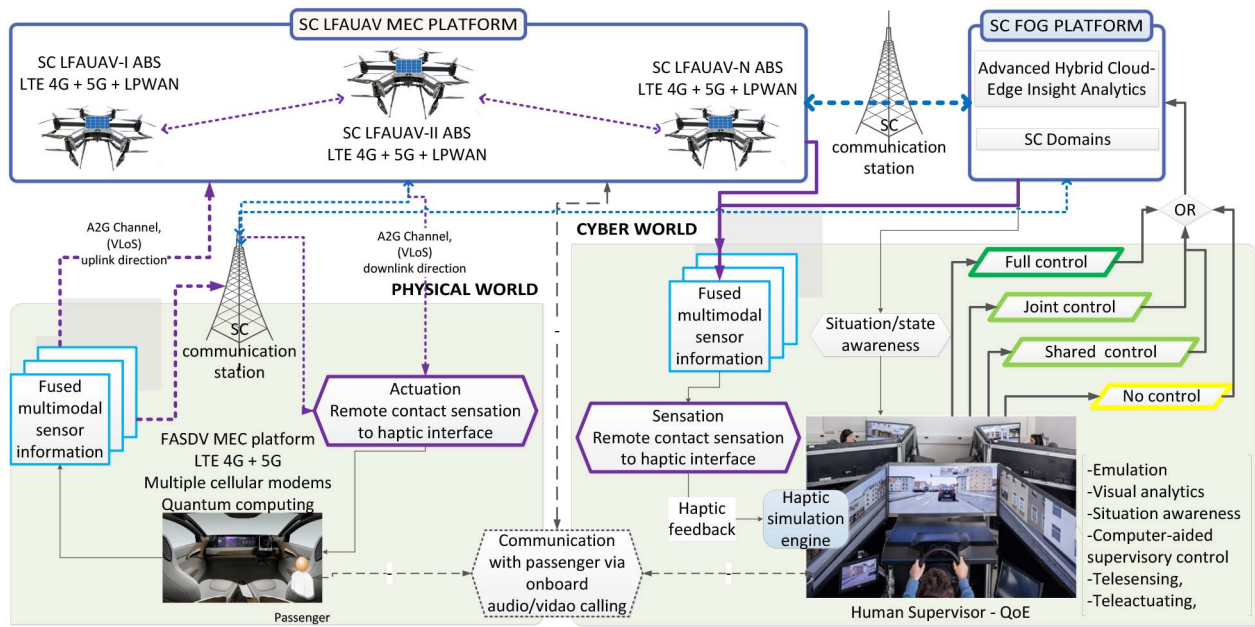 SC LFAUAV MEC PLATFORM
SC LFAUAV-I ABS
LTE 4G + 5G + LPWAN
SC LFAUAV-II ABS
LTE 4G + 5G + LPWAN
SC LFAUAV-N ABS
LTE 4G + 5G + LPWAN
SC
communication
station
SC FOG PLATFORM
Advanced Hybrid Cloud-
Edge Insight Analytics
SC Domains
OR
A2G Channel,
(VLoS)
uplink direction
A2G Channel,
(VLoS)
downlink direction
PHYSICAL WORLD
SC
communication
station
Fused
multimodal
sensor
information
Actuation
Remote contact sensation
to haptic interface
FASDV MEC platform
LTE 4G + 5G
Multiple cellular modems
Quantum computing
Passenger
Communication
with passenger via
onboard
audio/vidao calling
CYBER WORLD
Fused
multimodal
sensor
information
Situation/state
awareness
Sensation
Remote contact sensation
to haptic interface
Haptic
feedback
Haptic
simulation
engine
Full control
Joint control
Shared control
No control
Human Supervisor - QoE
-Emulation
-Visual analytics
-Situation awareness
-Computer-aided
supervisory control
-Telesensing,
-Teleactuating,